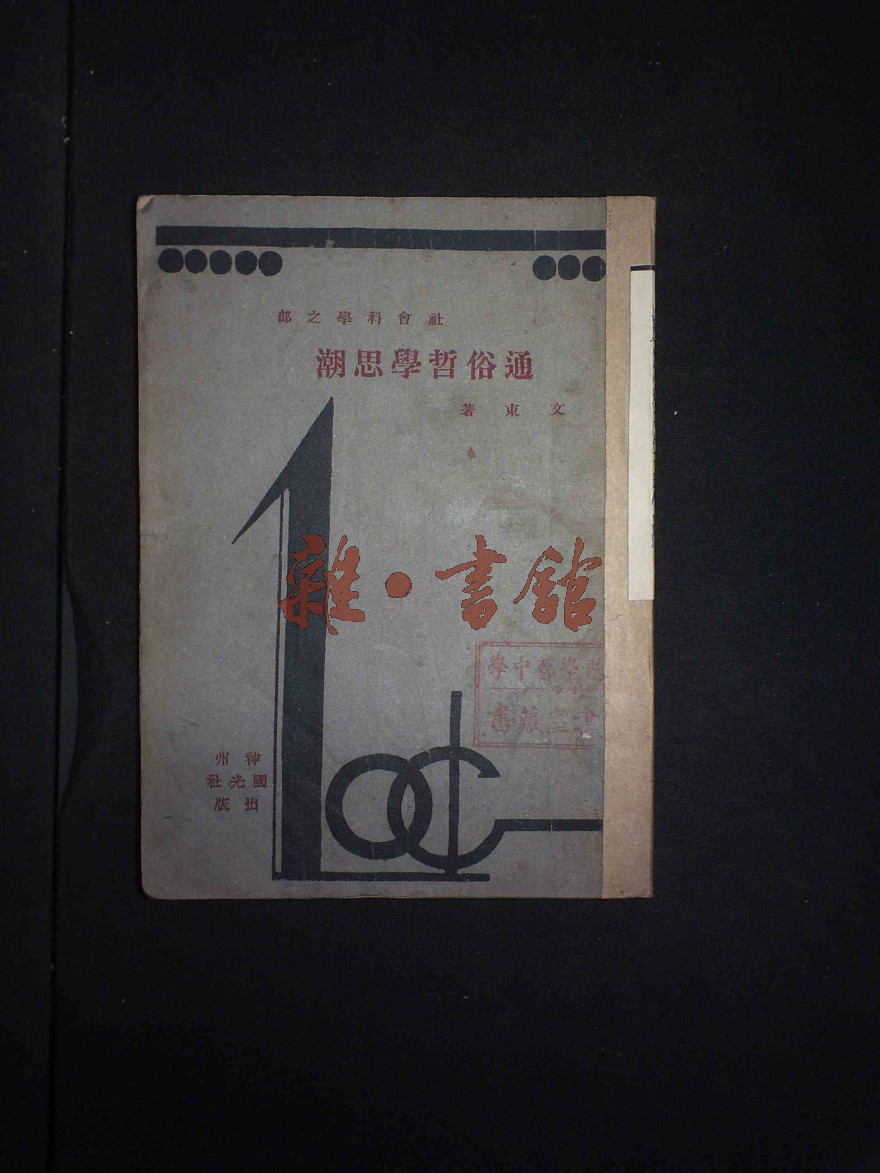 社會科學之部
通俗哲學思潮
文東著
雜·書館
神州
國光社
出版
100